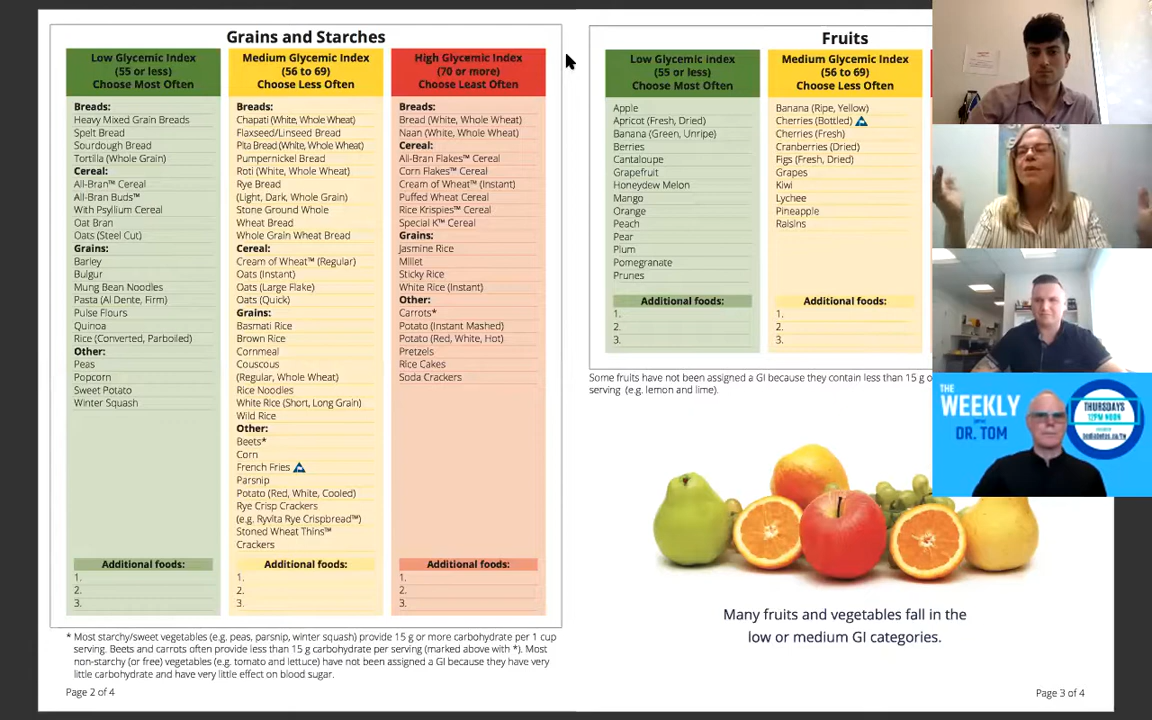 Grains and Starches
Low Glycemic Index
(55 or less)
Choose Most Often
Breads:
Heavy Mixed Grain Breads
Spelt Bread
Sourdough Bread
Tortilla (Whole Grain)
Cereal:
All-Bran™ Cereal
All-Bran Buds™
With Psyllium Cereal
Oat Bran
Oats (Steel Cut)
Grains:
Barley
Bulgur
Mung Bean Noodles
Pasta (Al Dente, Firm)
Pulse Flours
Quinoa
Rice (Converted, Parboiled)
Other:
Peas
Popcorn
Sweet Potato
Winter Squash
Additional foods:
1.
2.
3.
Medium Glycemic Index
(56 to 69)
Choose Less Often
Breads:
Chapati (White, Whole Wheat)
Flaxseed/Linseed Bread
Pita Bread (White, Whole Wheat)
Pumpernickel Bread
Roti (White, Whole Wheat)
Rye Bread
(Light, Dark, Whole Grain)
Stone Ground Whole
Wheat Bread
Whole Grain Wheat Bread
Cereal:
Cream of Wheat™ (Regular)
Oats (Instant)
Oats (Large Flake)
Oats (Quick)
Grains:
Basmati Rice
Brown Rice
Cornmeal
Couscous
(Regular, Whole Wheat)
Rice Noodles
White Rice (Short, Long Grain)
Wild Rice
Other:
Beets*
Corn
French Fries
Parsnip
Potato (Red, White, Cooled)
Rye Crisp Crackers
(e.g. Ryvita Rye Crispbread™)
Stoned Wheat Thins™
Crackers
Additional foods:
1.
2.
3.
High Glycemic Index
(70 or more)
Choose Least Often
Breads:
Bread (White, Whole Wheat)
Naan (White, Whole Wheat)
Cereal:
All-Bran Flakes™ Cereal
Corn Flakes™ Cereal
Cream of Wheat™ (Instant)
Puffed Wheat Cereal
Rice Krispies™ Cereal
Special K™ Cereal
Grains:
Jasmine Rice
Millet
Sticky Rice
White Rice (Instant)
Other:
Carrots*
Potato (Instant Mashed)
Potato (Red, White, Hot)
Pretzels
Rice Cakes
Soda Crackers
Additional foods:
1.
2.
3.
* Most starchy/sweet vegetables (e.g. peas, parsnip, winter squash) provide 15 g or more carbohydrate per 1 cup
serving. Beets and carrots often provide less than 15 g carbohydrate per serving (marked above with *). Most
non-starchy (or free) vegetables (e.g. tomato and lettuce) have not been assigned a GI because they have very
little carbohydrate and have very little effect on blood sugar.
Page 2 of 4
Fruits
Low Glycemic Index
(55 or less)
Choose Most Often
Apple
Apricot (Fresh, Dried)
Banana (Green, Unripe)
Berries
Cantaloupe
Grapefruit
Honeydew Melon
Mango
Orange
Peach
Pear
Plum
Pomegranate
Prunes
Additional foods:
1.
2.
3.
Medium Glycemic Index
(56 to 69)
Choose Less Often
Banana (Ripe, Yellow)
Cherries (Bottled)
Cherries (Fresh)
Cranberries (Dried)
Figs (Fresh, Dried)
Grapes
Kiwi
Lychee
Pineapple
Raisins
Additional foods:
1.
2.
3.
Some fruits have not been assigned a GI because they contain less than 15 g o
serving (e.g. lemon and lime).
Many fruits and vegetables fall in the
low or medium GI categories.
Page 3 of 4
THE
WEEKLY
DR. TOM
THURSDAYS
12PM NOON